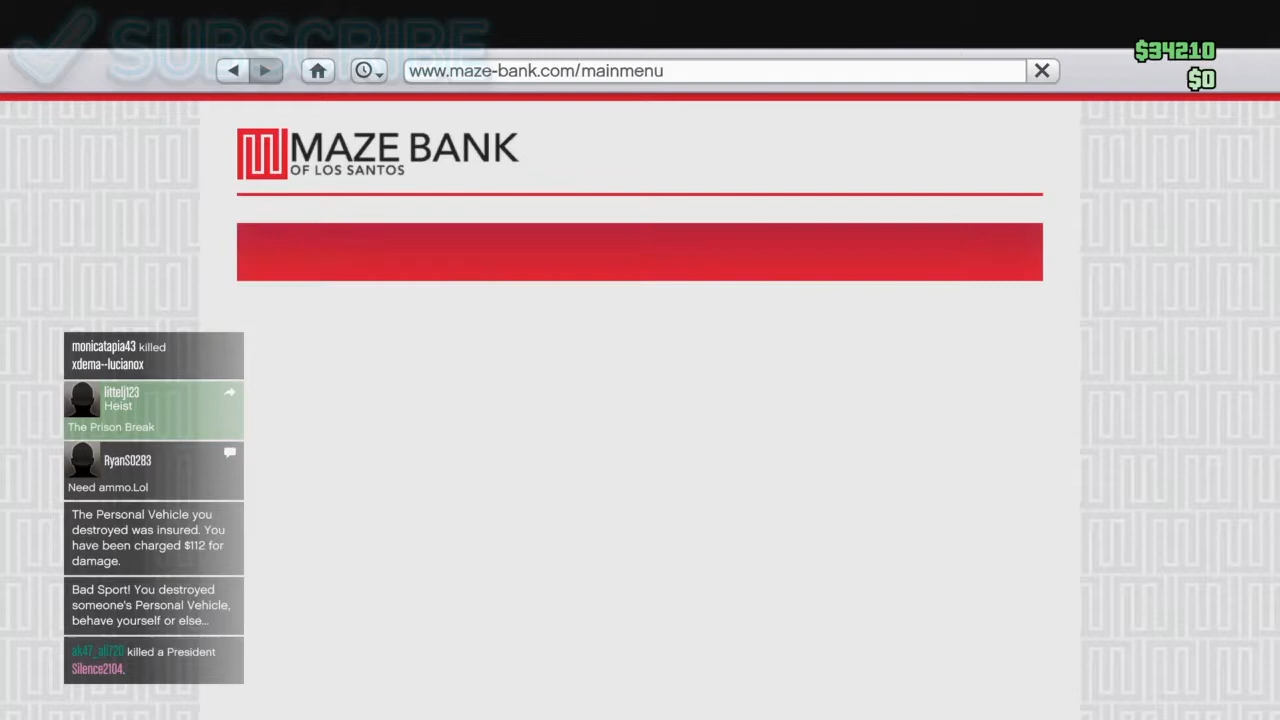 SUBSCRIBE
www.maze-bank.com/mainmenu
$34210
$0
MAZE BANK
OF LOS SANTOS
monicatapia43 killed
xdema--lucianox
littelj123
Heist
The Prison Break
RyanS0283
Need ammo.Lol
The Personal Vehicle you
destroyed was insured. You
have been charged $112 for
damage.
Bad Sport! You destroyed
someone's Personal Vehicle,
behave yourself or else...
ak47_ali720 killed a President
Silence2104.